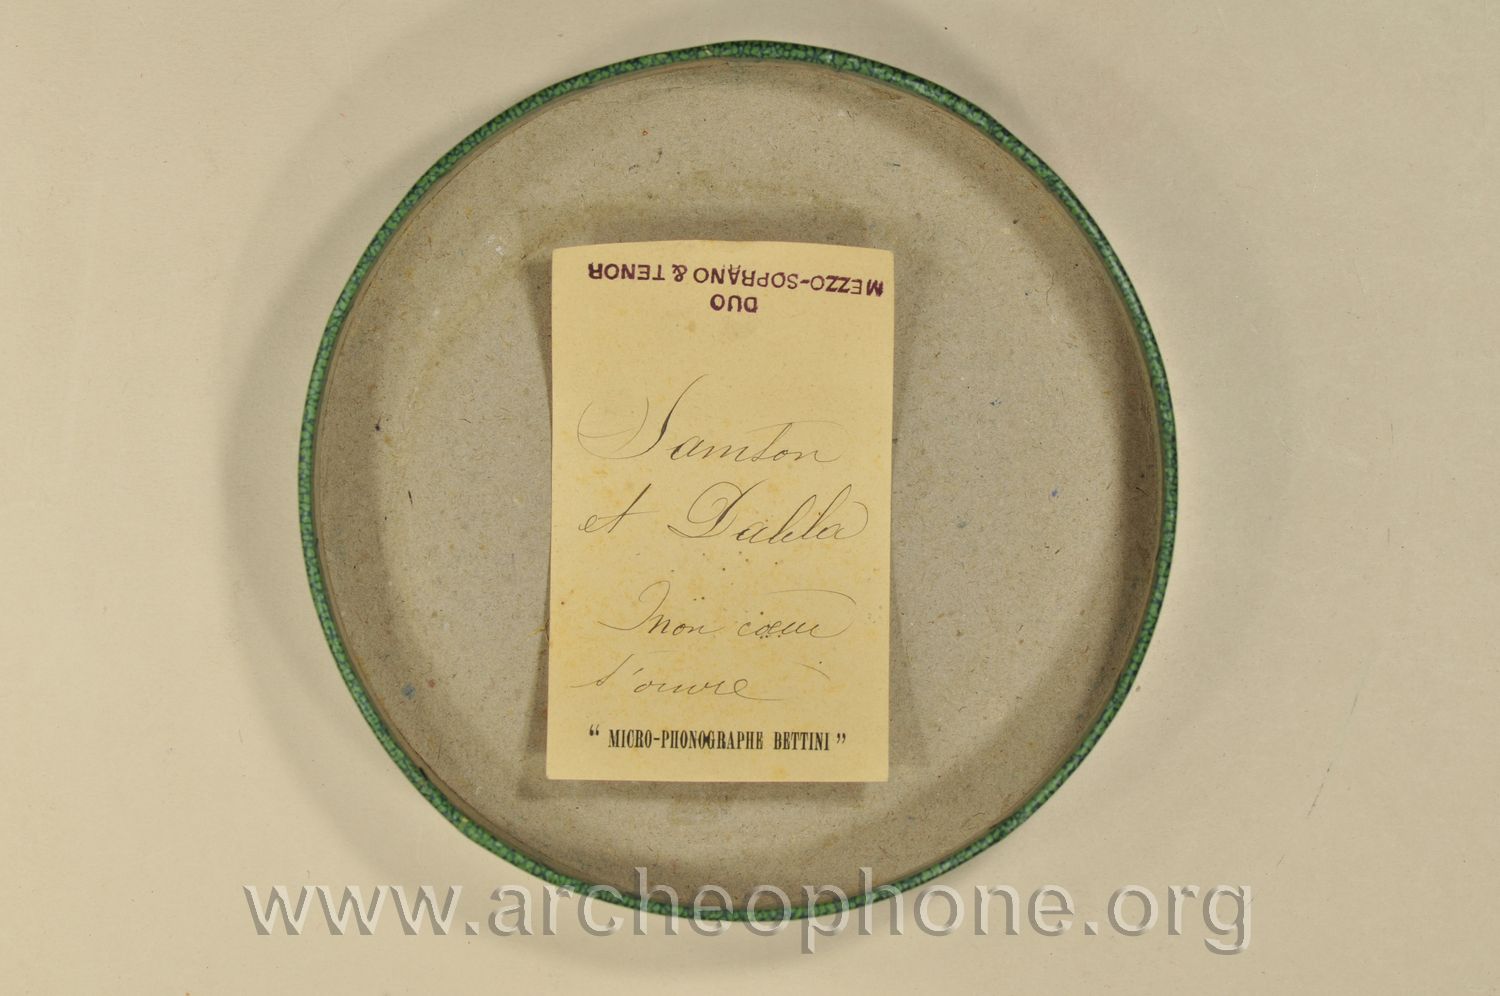 MEZZO-SOPRANO & TENOR
DUO
Samson
et Dalila
Mon cœur
s'ouvre
“ MICRO-PHONOGRAPHE BETTINI ”
www.archeophone.org